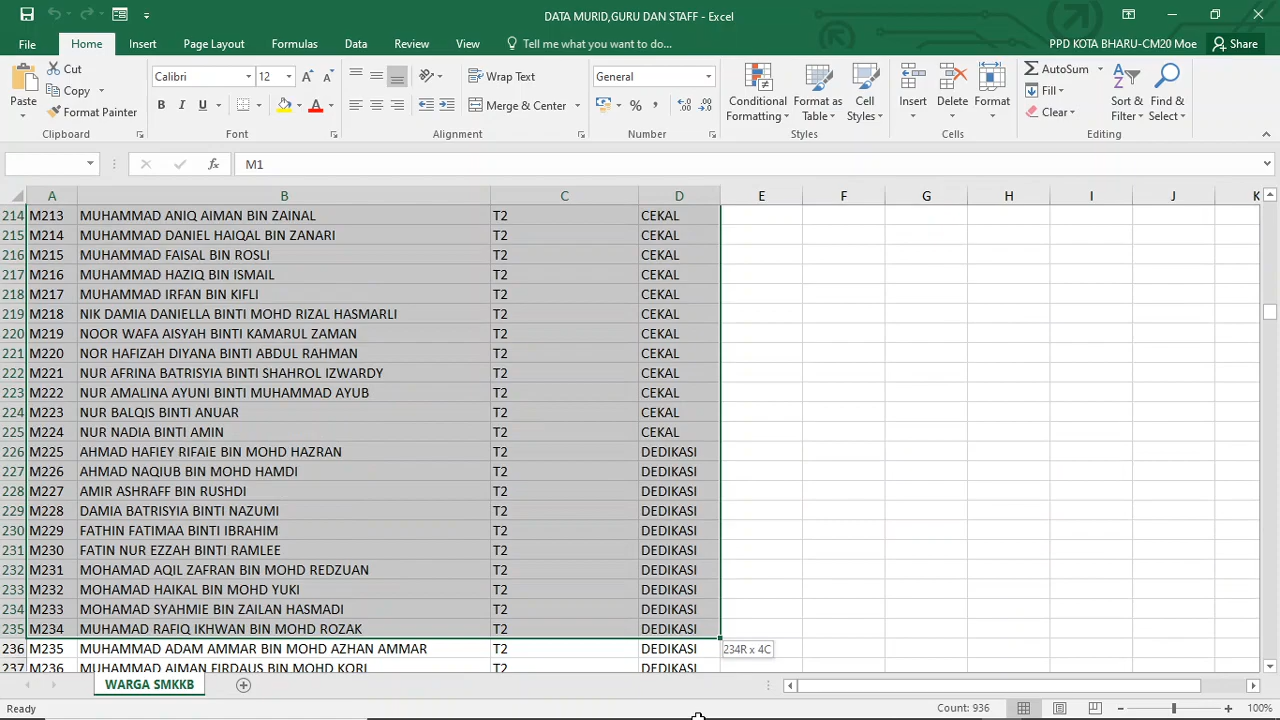 DATA MURID,GURU DAN STAFF - Excel
File Home Insert Page Layout Formulas Data Review View Tell me what you want to do... PPD KOTA BHARU-CM20 Moe Share
Paste Cut Copy Format Painter
Calibri 12 B I U A
Wrap Text Merge & Center
General % ,
Conditional Formatting Format as Table Cell Styles
Insert Delete Format
AutoSum Fill Clear Sort & Filter Find & Select
Clipboard Font Alignment Number Styles Cells Editing
fx M1
A B C D E F G H I J K
214 M213 MUHAMMAD ANIQ AIMAN BIN ZAINAL T2 CEKAL
215 M214 MUHAMMAD DANIEL HAIQAL BIN ZANARI T2 CEKAL
216 M215 MUHAMMAD FAISAL BIN ROSLI T2 CEKAL
217 M216 MUHAMMAD HAZIQ BIN ISMAIL T2 CEKAL
218 M217 MUHAMMAD IRFAN BIN KIFLI T2 CEKAL
219 M218 NIK DAMIA DANIELLA BINTI MOHD RIZAL HASMARLI T2 CEKAL
220 M219 NOOR WAFA AISYAH BINTI KAMARUL ZAMAN T2 CEKAL
221 M220 NOR HAFIZAH DIYANA BINTI ABDUL RAHMAN T2 CEKAL
222 M221 NUR AFRINA BATRISYIA BINTI SHAHROL IZWARDY T2 CEKAL
223 M222 NUR AMALINA AYUNI BINTI MUHAMMAD AYUB T2 CEKAL
224 M223 NUR BALQIS BINTI ANUAR T2 CEKAL
225 M224 NUR NADIA BINTI AMIN T2 CEKAL
226 M225 AHMAD HAFIEY RIFAIE BIN MOHD HAZRAN T2 DEDIKASI
227 M226 AHMAD NAQIUB BIN MOHD HAMDI T2 DEDIKASI
228 M227 AMIR ASHRAFF BIN RUSHDI T2 DEDIKASI
229 M228 DAMIA BATRISYIA BINTI NAZUMI T2 DEDIKASI
230 M229 FATHIN FATIMAA BINTI IBRAHIM T2 DEDIKASI
231 M230 FATIN NUR EZZAH BINTI RAMLEE T2 DEDIKASI
232 M231 MOHAMAD AQIL ZAFRAN BIN MOHD REDZUAN T2 DEDIKASI
233 M232 MOHAMAD HAIKAL BIN MOHD YUKI T2 DEDIKASI
234 M233 MOHAMAD SYAHMIE BIN ZAILAN HASMADI T2 DEDIKASI
235 M234 MUHAMAD RAFIQ IKHWAN BIN MOHD ROZAK T2 DEDIKASI
236 M235 MUHAMMAD ADAM AMMAR BIN MOHD AZHAN AMMAR T2 DEDIKASI
234R x 4C
237 M236 MUHAMMAD AIMAN FIRDAUS BIN MOHD KORI T2 DEDIKASI
WARGA SMKKB
Ready Count: 936 100%